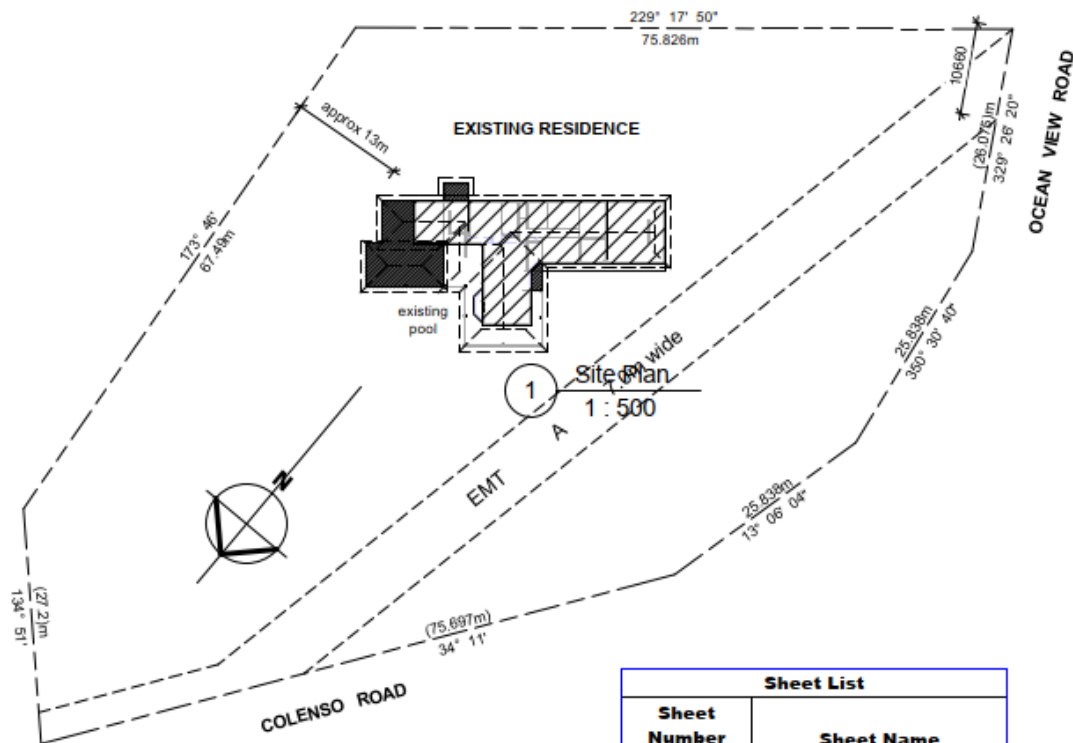 229° 17' 50"
75.826m
10660
OCEAN VIEW ROAD
(26.075)m
329° 26' 20"
approx 13m
EXISTING RESIDENCE
173° 46'
67.49m
existing
pool
25.838m
350° 30' 40"
wide
1
Site Plan
1 : 500
A
EMT
N
25.838m
13° 06' 04"
(27.2)m
134° 51'
(75.697m)
34° 11'
COLENSO ROAD
Sheet List
Sheet
Number
Sheet Name